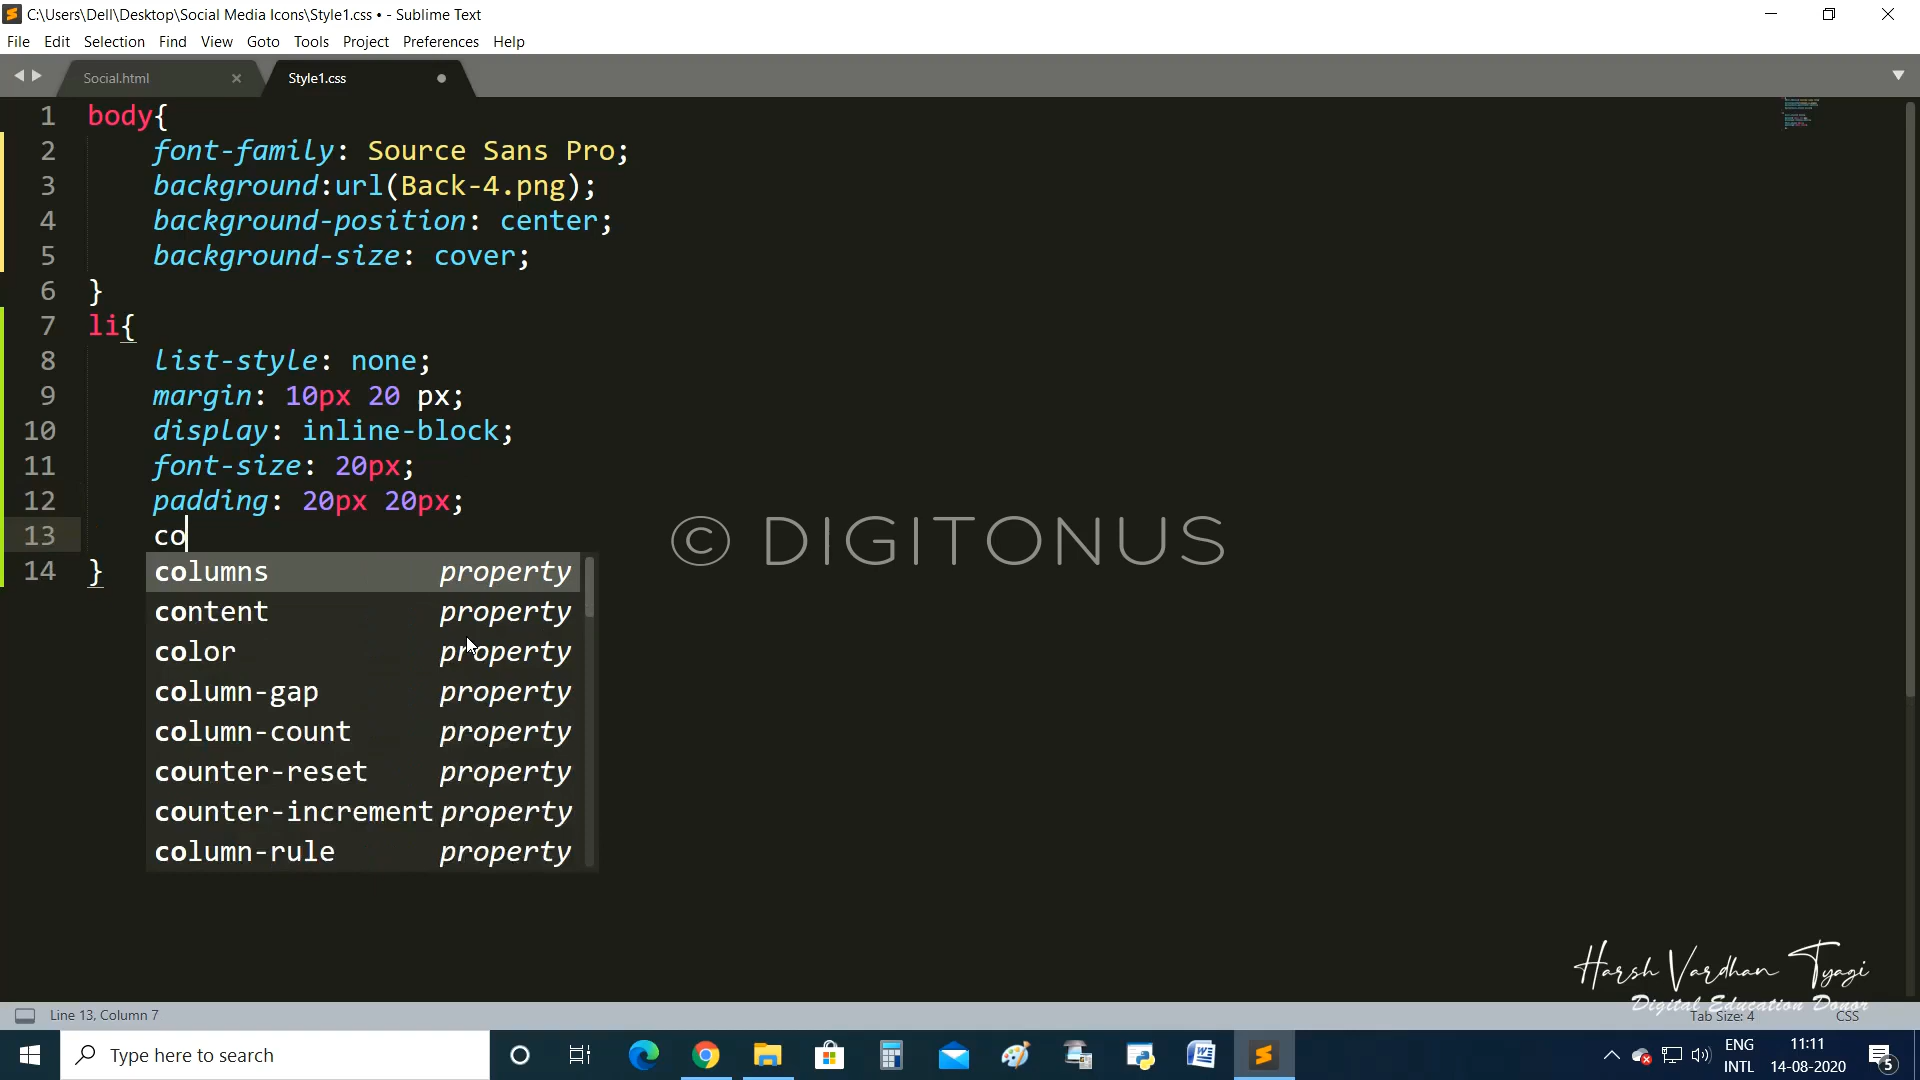 C:\Users\Dell\Desktop\Social Media Icons\Style1.css • - Sublime Text
File Edit Selection Find View Goto Tools Project Preferences Help
Social.html × Style1.css
1 body{
2 font-family: Source Sans Pro;
3 background:url(Back-4.png);
4 background-position: center;
5 background-size: cover;
6 }
7 li{
8 list-style: none;
9 margin: 10px 20 px;
10 display: inline-block;
11 font-size: 20px;
12 padding: 20px 20px;
13 co
14 }
columns property
content property
color property
column-gap property
column-count property
counter-reset property
counter-increment property
column-rule property
© DIGITONUS
Harsh Vardhan Tyagi
Digital Education Donor
Line 13, Column 7 Tab Size: 4 CSS
Type here to search
ENG 11:11
INTL 14-08-2020 5